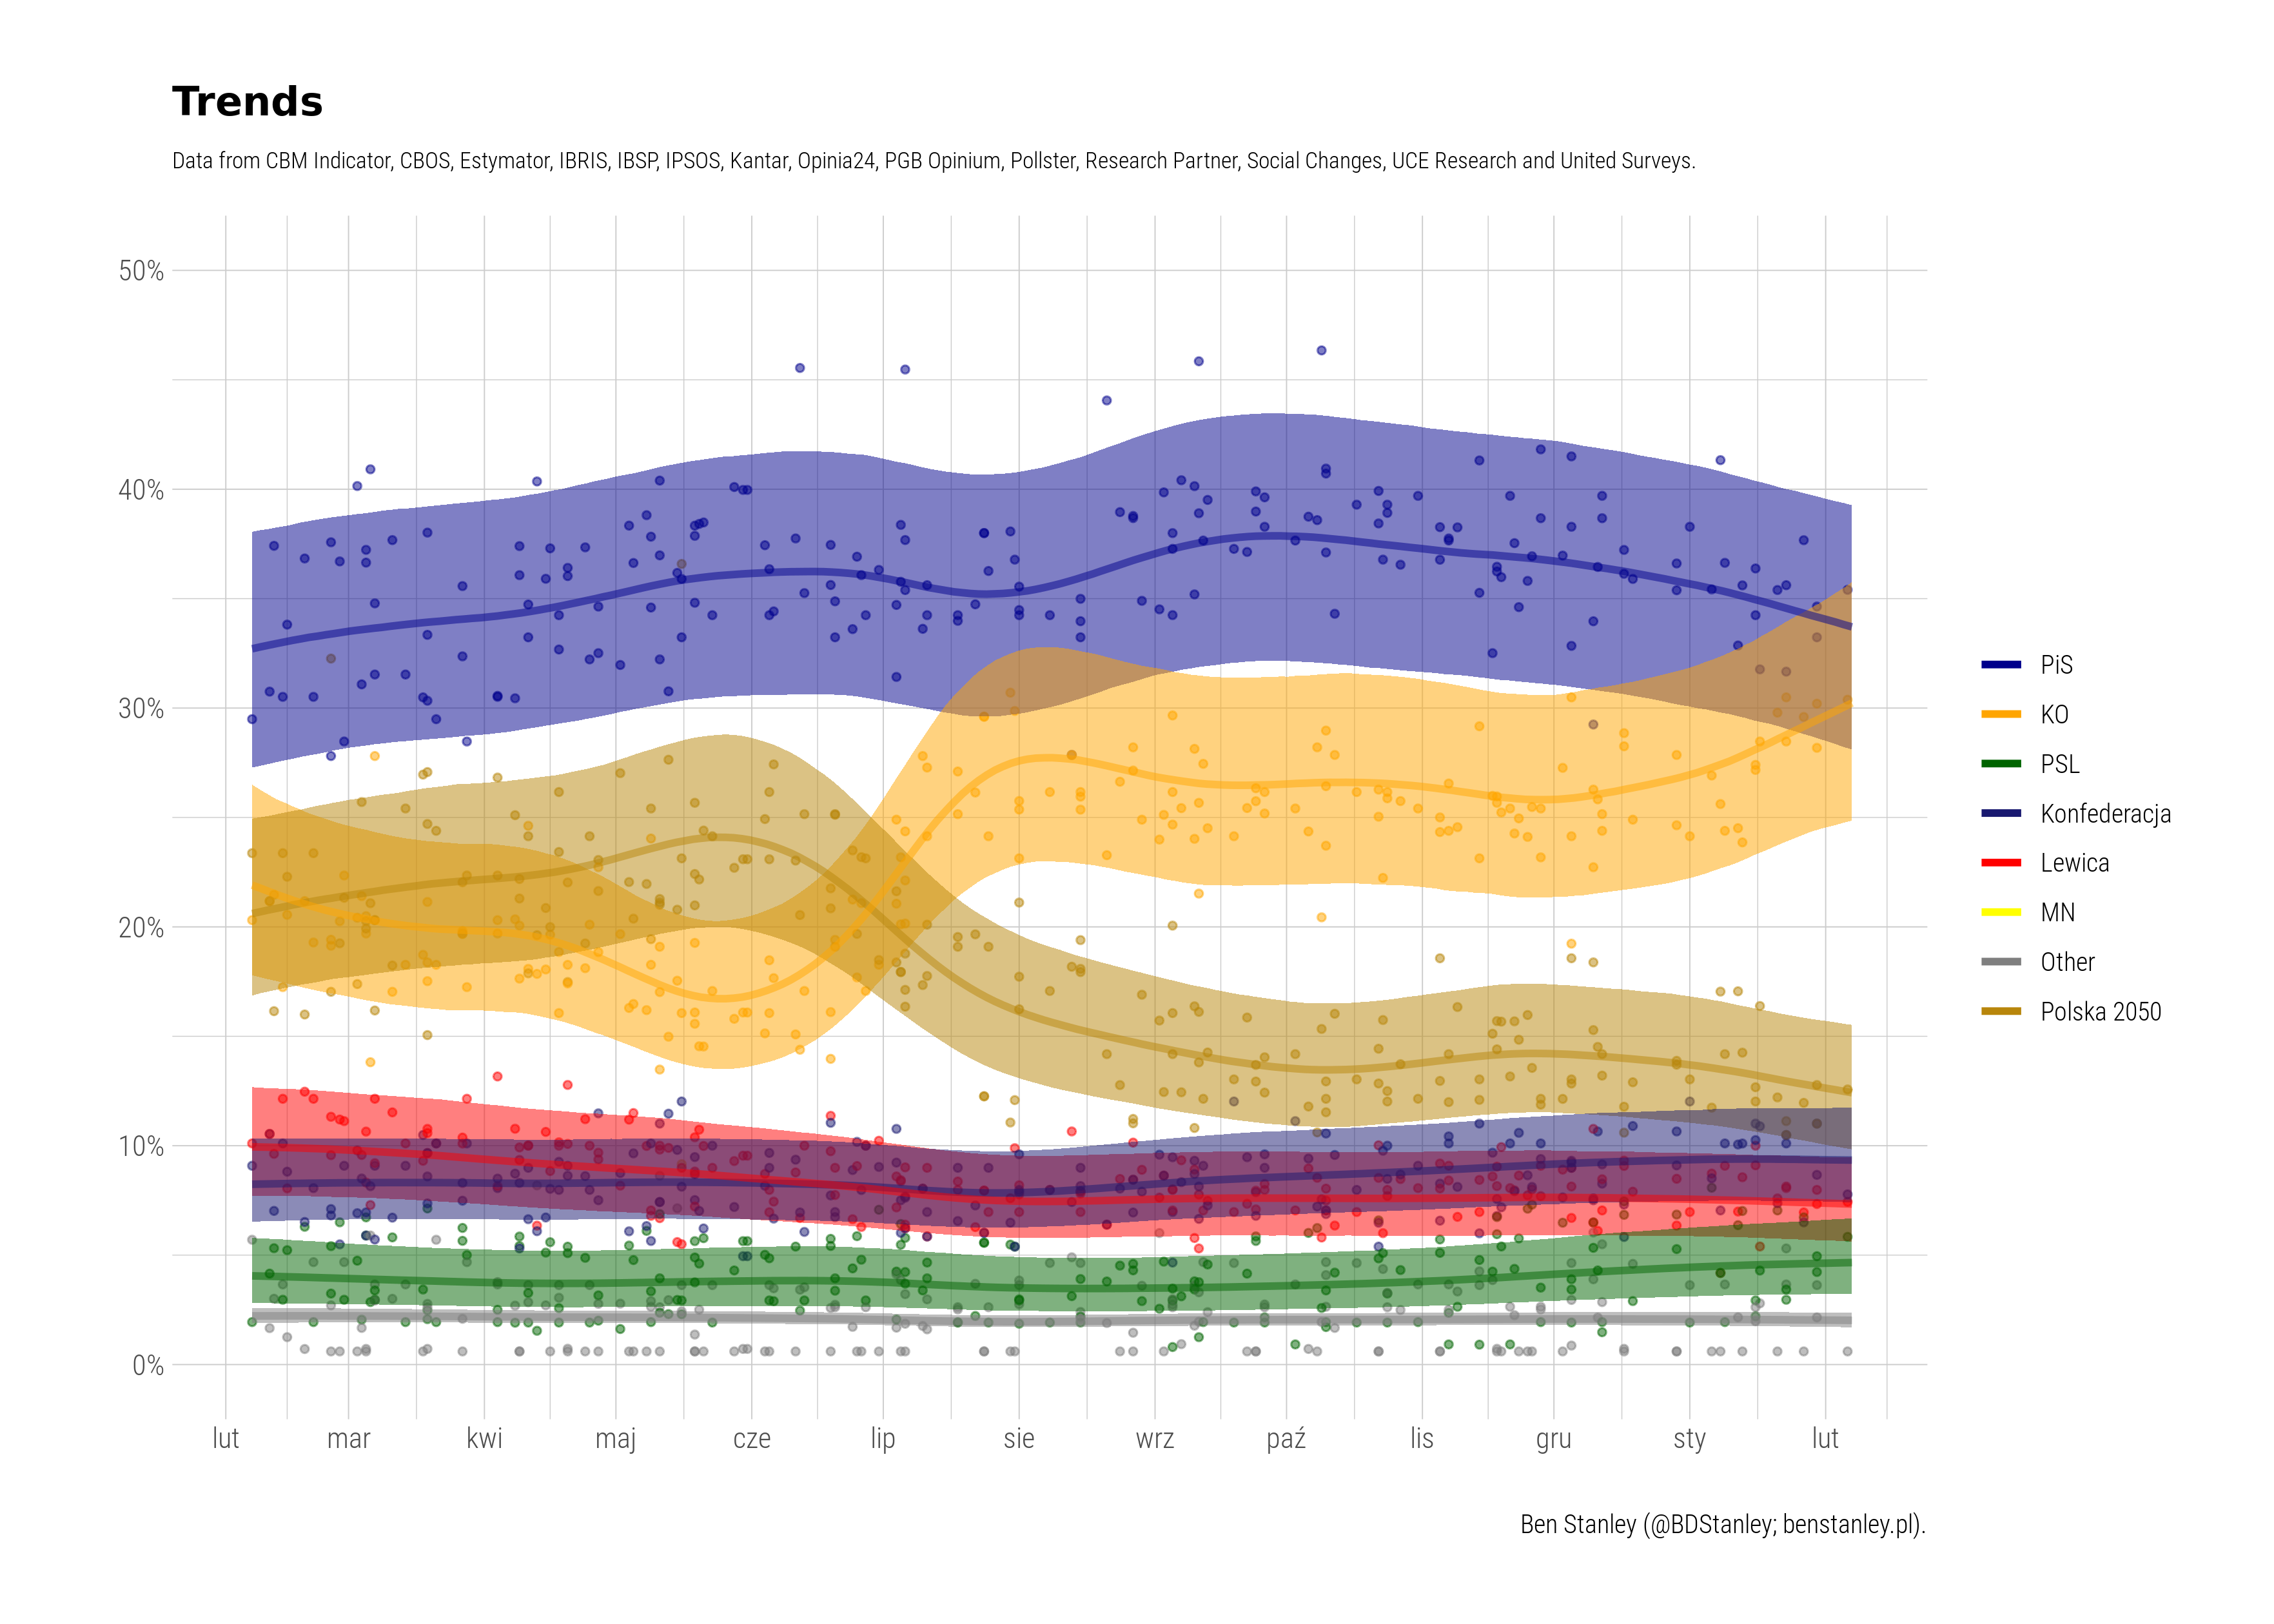 Trends
Data from CBM Indicator, CBOS, Estymator, IBRIS, IBSP, IPSOS, Kantar, Opinia24, PGB Opinium, Pollster, Research Partner, Social Changes, UCE Research and United Surveys.
50%
40%
30%
20%
10%
0%
lut mar kwi maj cze lip sie wrz paź lis gru sty lut
PiS
KO
PSL
Konfederacja
Lewica
MN
Other
Polska 2050
Ben Stanley (@BDStanley; benstanley.pl).